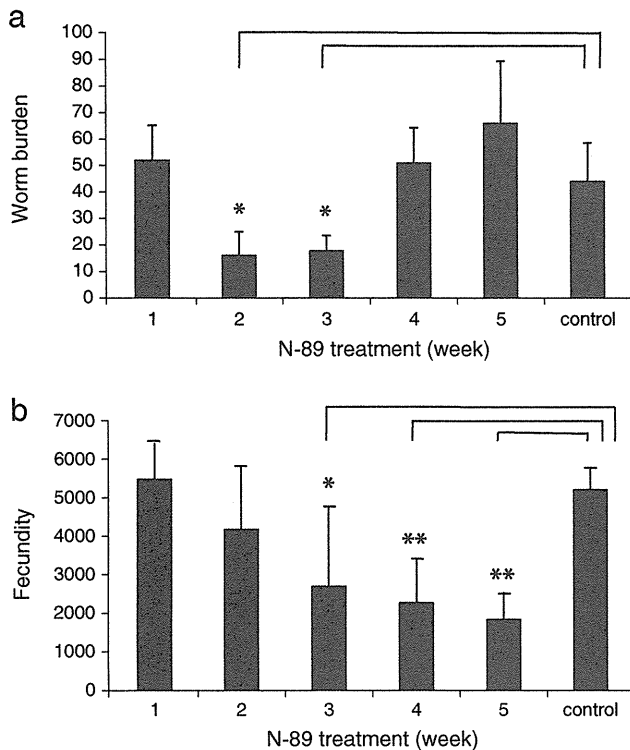 a
100
90
80
70
60
50
40
30
20
10
0
Worm burden
* *
1 2 3 4 5 control
N-89 treatment (week)
b
7000
6000
5000
4000
3000
2000
1000
0
Fecundity
* ** **
1 2 3 4 5 control
N-89 treatment (week)